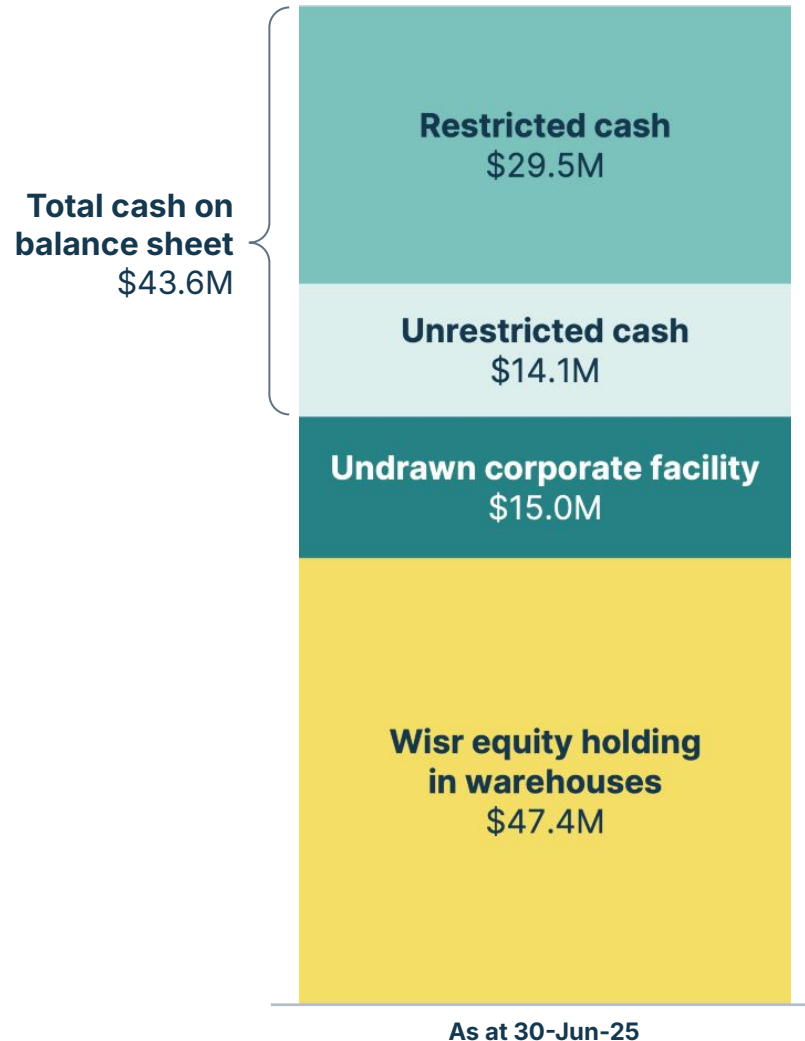 Restricted cash
$29.5M
Total cash on
balance sheet
$43.6M
Unrestricted cash
$14.1M
Undrawn corporate facility
$15.0M
Wisr equity holding
in warehouses
$47.4M
As at 30-Jun-25